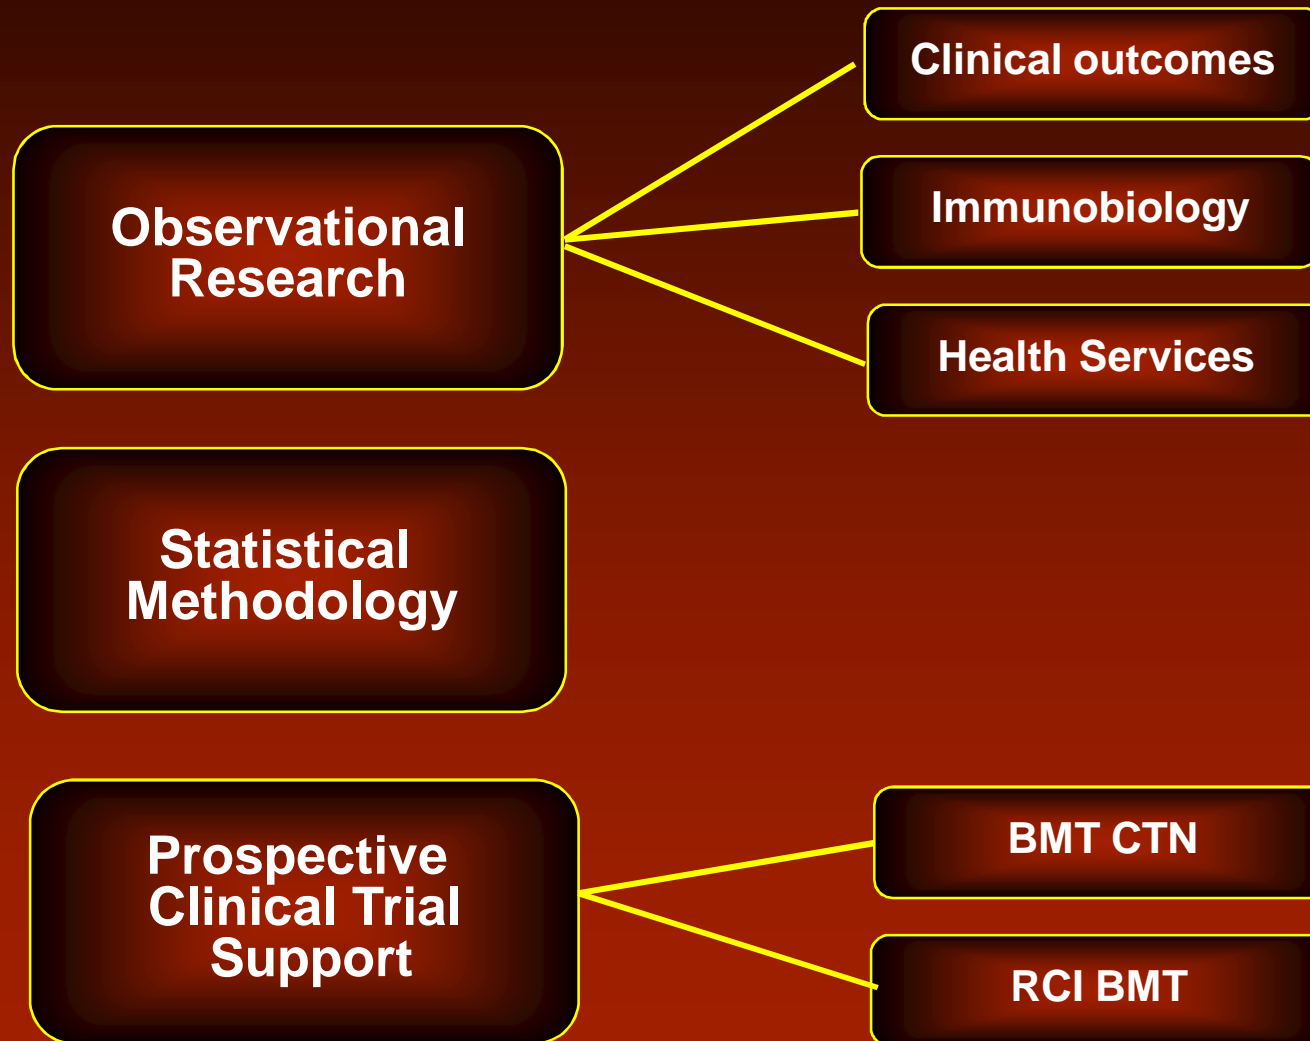 Observational
Research
Clinical outcomes
Immunobiology
Health Services
Statistical
Methodology
Prospective
Clinical Trial
Support
BMT CTN
RCI BMT